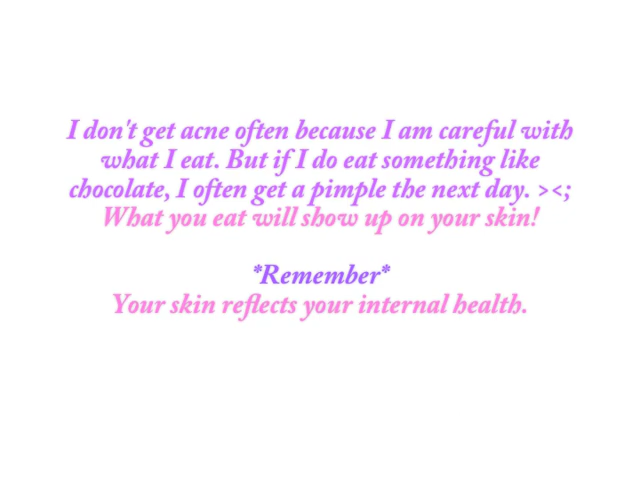 I don't get acne often because I am careful with
what I eat. But if I do eat something like
chocolate, I often get a pimple the next day. ><;
What you eat will show up on your skin!
*Remember*
Your skin reflects your internal health.